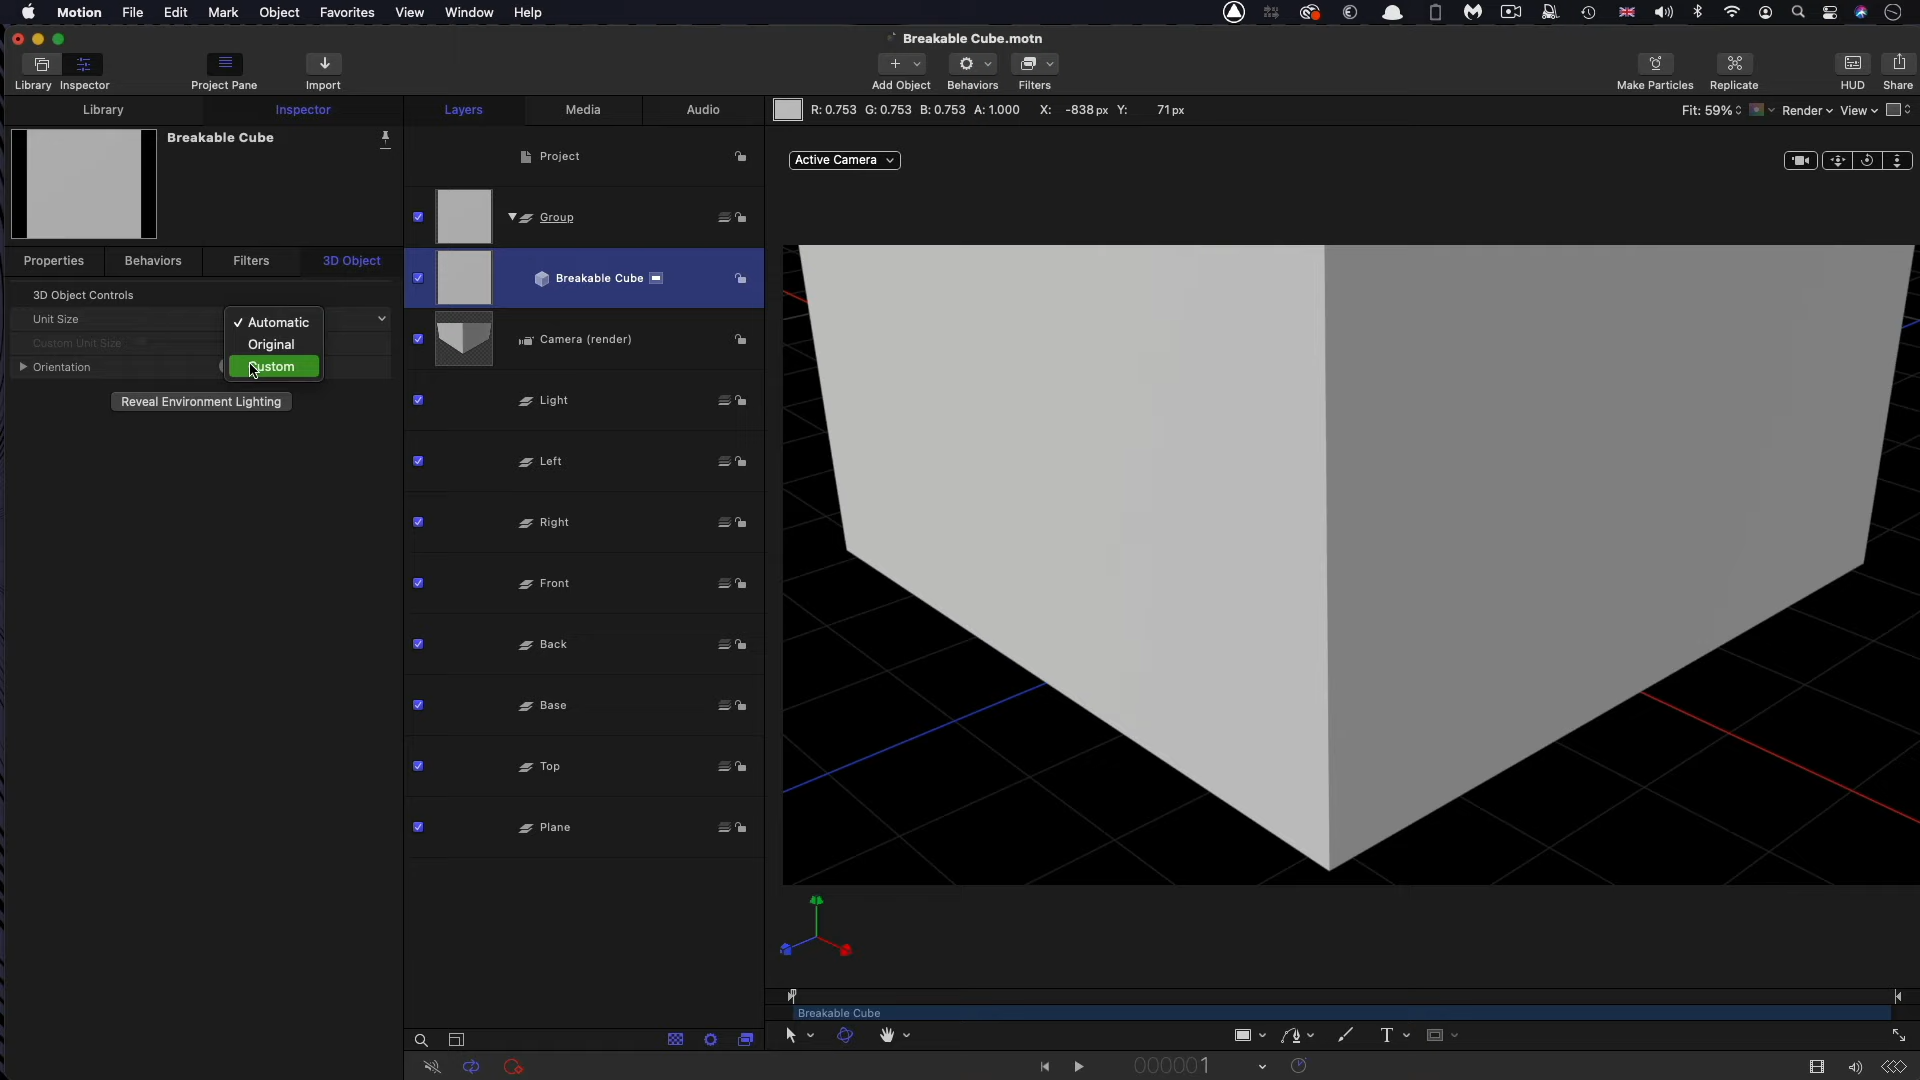 Motion File Edit Mark Object Favorites View Window Help
Breakable Cube.motn
Library Inspector Project Pane Import Add Object Behaviors Filters Make Particles Replicate HUD Share
Library Inspector Layers Media Audio R: 0.753 G: 0.753 B: 0.753 A: 1.000 X: -838 px Y: 71 px Fit: 59% Render View
Breakable Cube
Project
Active Camera
Group
Properties Behaviors Filters 3D Object
Breakable Cube
3D Object Controls
Unit Size
Automatic
Custom Unit Size
Original
Orientation
Custom
Camera (render)
Reveal Environment Lighting
Light
Left
Right
Front
Back
Base
Top
Plane
Breakable Cube
T
000001